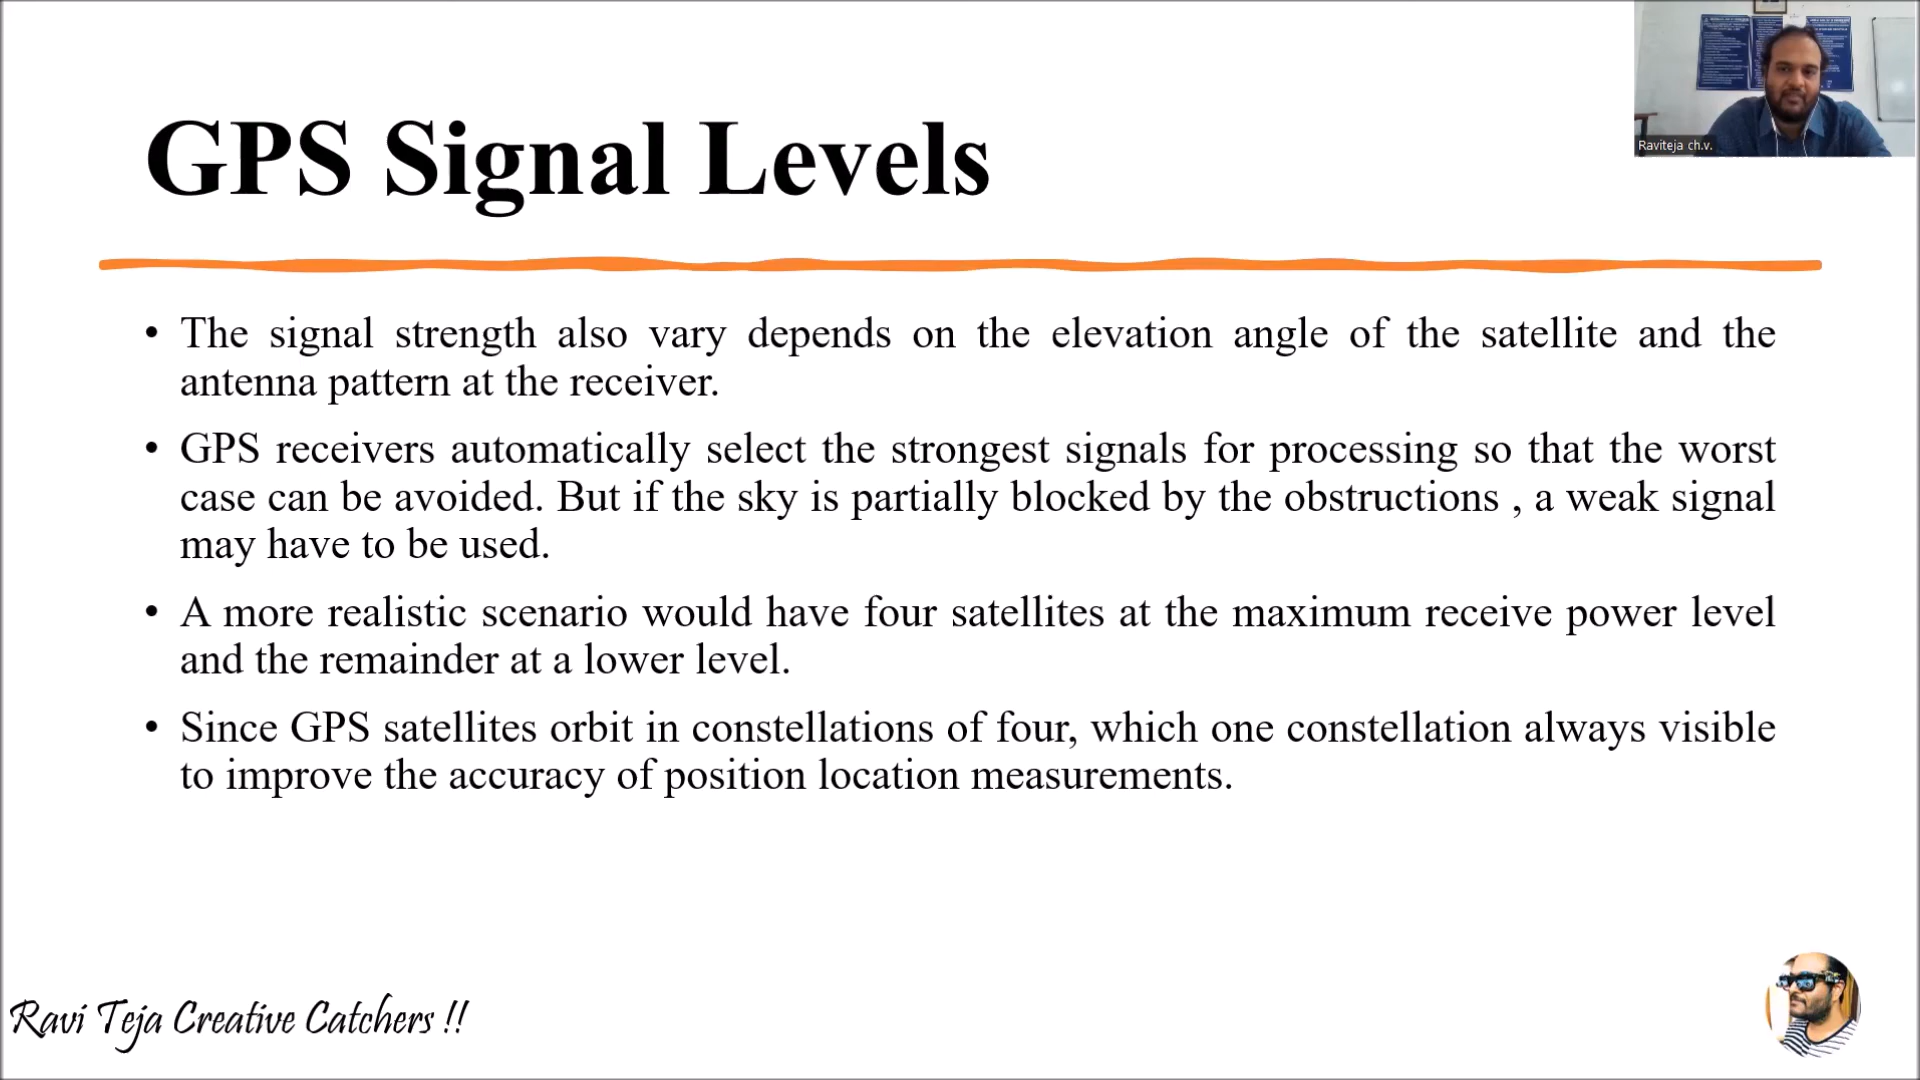 GPS Signal Levels
Raviteja ch.v.
• The signal strength also vary depends on the elevation angle of the satellite and the
antenna pattern at the receiver.
• GPS receivers automatically select the strongest signals for processing so that the worst
case can be avoided. But if the sky is partially blocked by the obstructions , a weak signal
may have to be used.
• A more realistic scenario would have four satellites at the maximum receive power level
and the remainder at a lower level.
• Since GPS satellites orbit in constellations of four, which one constellation always visible
to improve the accuracy of position location measurements.
Ravi Teja Creative Catchers !!